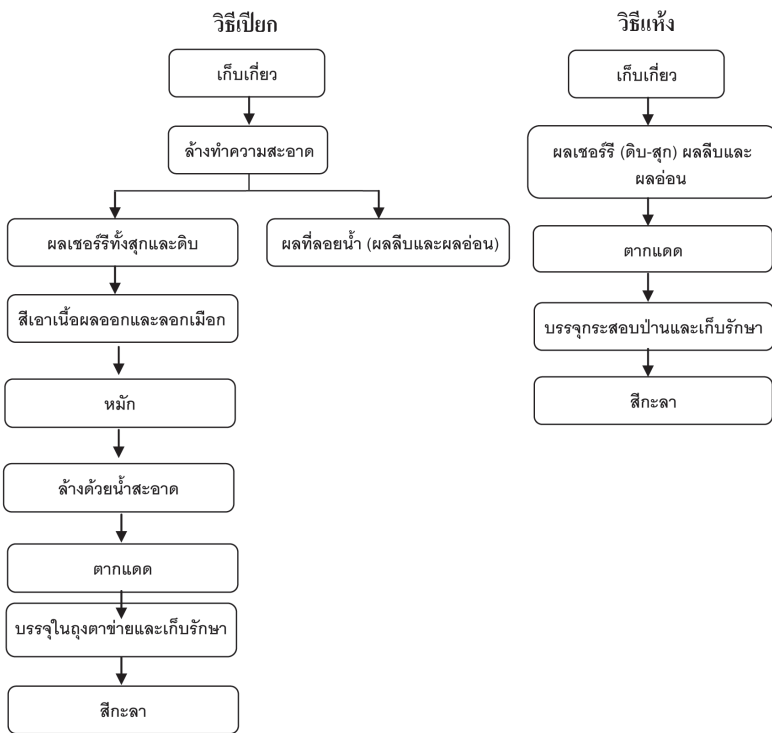 วิธีเปียก
เก็บเกี่ยว
ล้างทำความสะอาด
ผลเชอร์รีทั้งสุกและดิบ
ผลที่ลอยน้ำ (ผลลีบและผลอ่อน)
สีเอาเนื้อผลออกและลอกเมือก
หมัก
ล้างด้วยน้ำสะอาด
ตากแดด
บรรจุในถุงตาข่ายและเก็บรักษา
สีกะลา
วิธีแห้ง
เก็บเกี่ยว
ผลเชอร์รี (ดิบ-สุก) ผลลีบและ
ผลอ่อน
ตากแดด
บรรจุกระสอบป่านและเก็บรักษา
สีกะลา